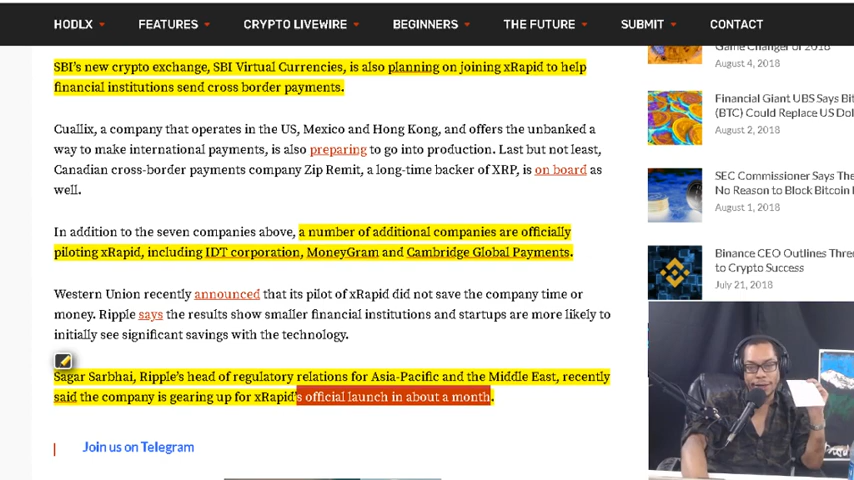 HODLX FEATURES CRYPTO LIVEWIRE BEGINNERS THE FUTURE SUBMIT CONTACT
SBI's new crypto exchange, SBI Virtual Currencies, is also planning on joining xRapid to help
financial institutions send cross border payments.
Cuallix, a company that operates in the US, Mexico and Hong Kong, and offers the unbanked a
way to make international payments, is also preparing to go into production. Last but not least,
Canadian cross-border payments company Zip Remit, a long-time backer of XRP, is on board as
well.
In addition to the seven companies above, a number of additional companies are officially
piloting xRapid, including IDT corporation, MoneyGram and Cambridge Global Payments.
Western Union recently announced that its pilot of xRapid did not save the company time or
money. Ripple says the results show smaller financial institutions and startups are more likely to
initially see significant savings with the technology.
Sagar Sarbhai, Ripple's head of regulatory relations for Asia-Pacific and the Middle East, recently
said the company is gearing up for xRapid's official launch in about a month.
Join us on Telegram
Game Changer of 2018
August 4, 2018
Financial Giant UBS Says Bit
(BTC) Could Replace US Dol
August 2, 2018
SEC Commissioner Says The
No Reason to Block Bitcoin
August 1, 2018
Binance CEO Outlines Thre
to Crypto Success
July 21, 2018